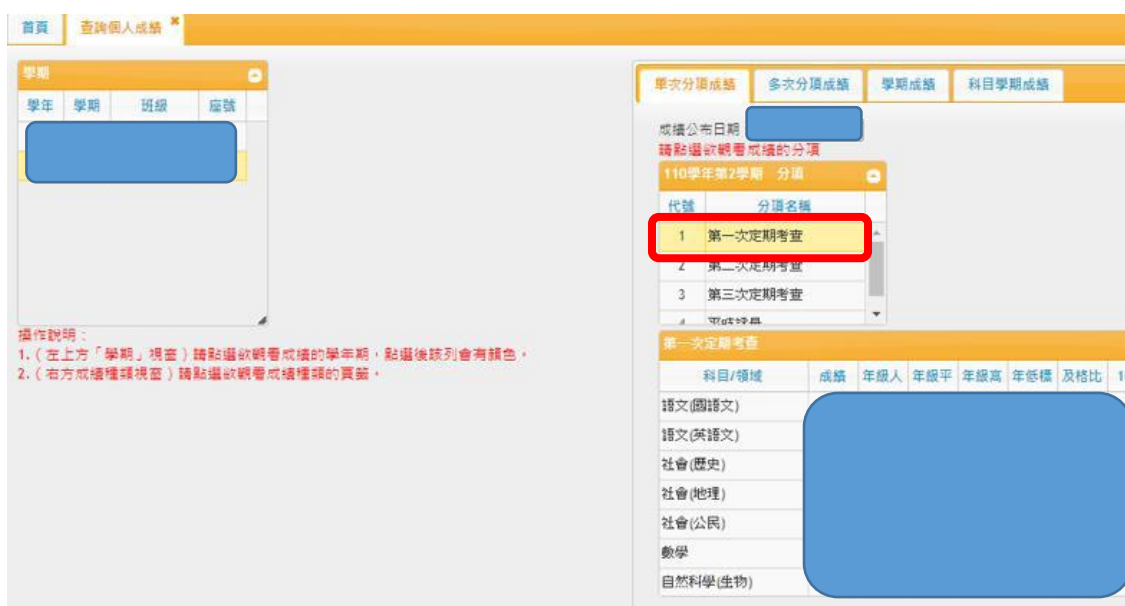 首頁 查詢個人成績
學期
學年 學期 班級 座號
操作說明：
1.（左上方「學期」視窗）請點選欲觀看成績的學年期，點選後該列會有顏色。
2.（右方成績種類視窗）請點選欲觀看成績種類的頁籤。
單次分項成績 多次分項成績 學期成績 科目學期成績
成績公布日期
請點選欲觀看成績的分項
110學年第2學期 分項
代號 分項名稱
1 第一次定期考查
2 第二次定期考查
3 第三次定期考查
4 平時評量
第一次定期考查
科目/領域 成績 年級人 年級平 年級高 年低標 及格比
語文(國語文)
語文(英語文)
社會(歷史)
社會(地理)
社會(公民)
數學
自然科學(生物)